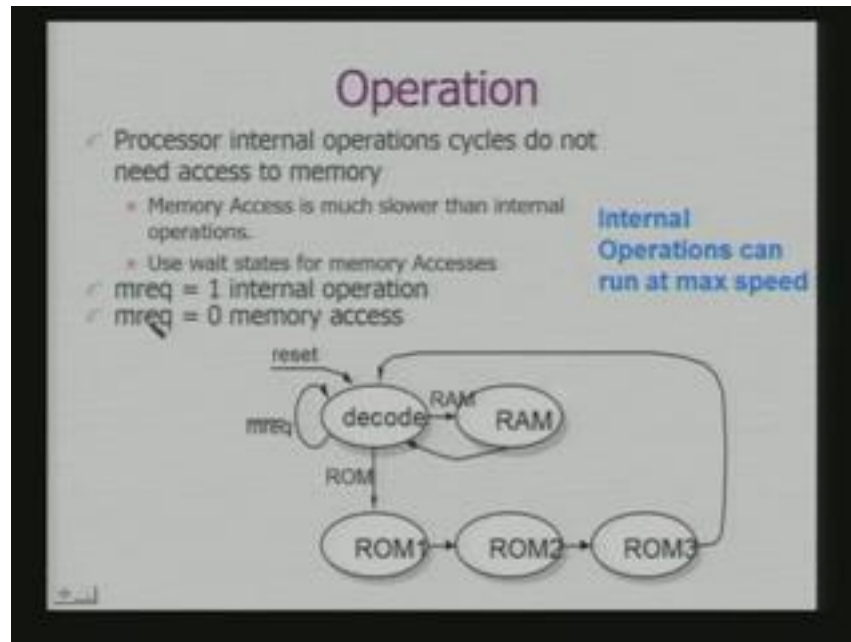 Operation
Processor internal operations cycles do not
need access to memory
Memory Access is much slower than internal
operations.
Use wait states for memory Accesses
mreq = 1 internal operation
mreq = 0 memory access
Internal
Operations can
run at max speed
reset
mreq
decode
RAM
RAM
ROM
ROM1
ROM2
ROM3